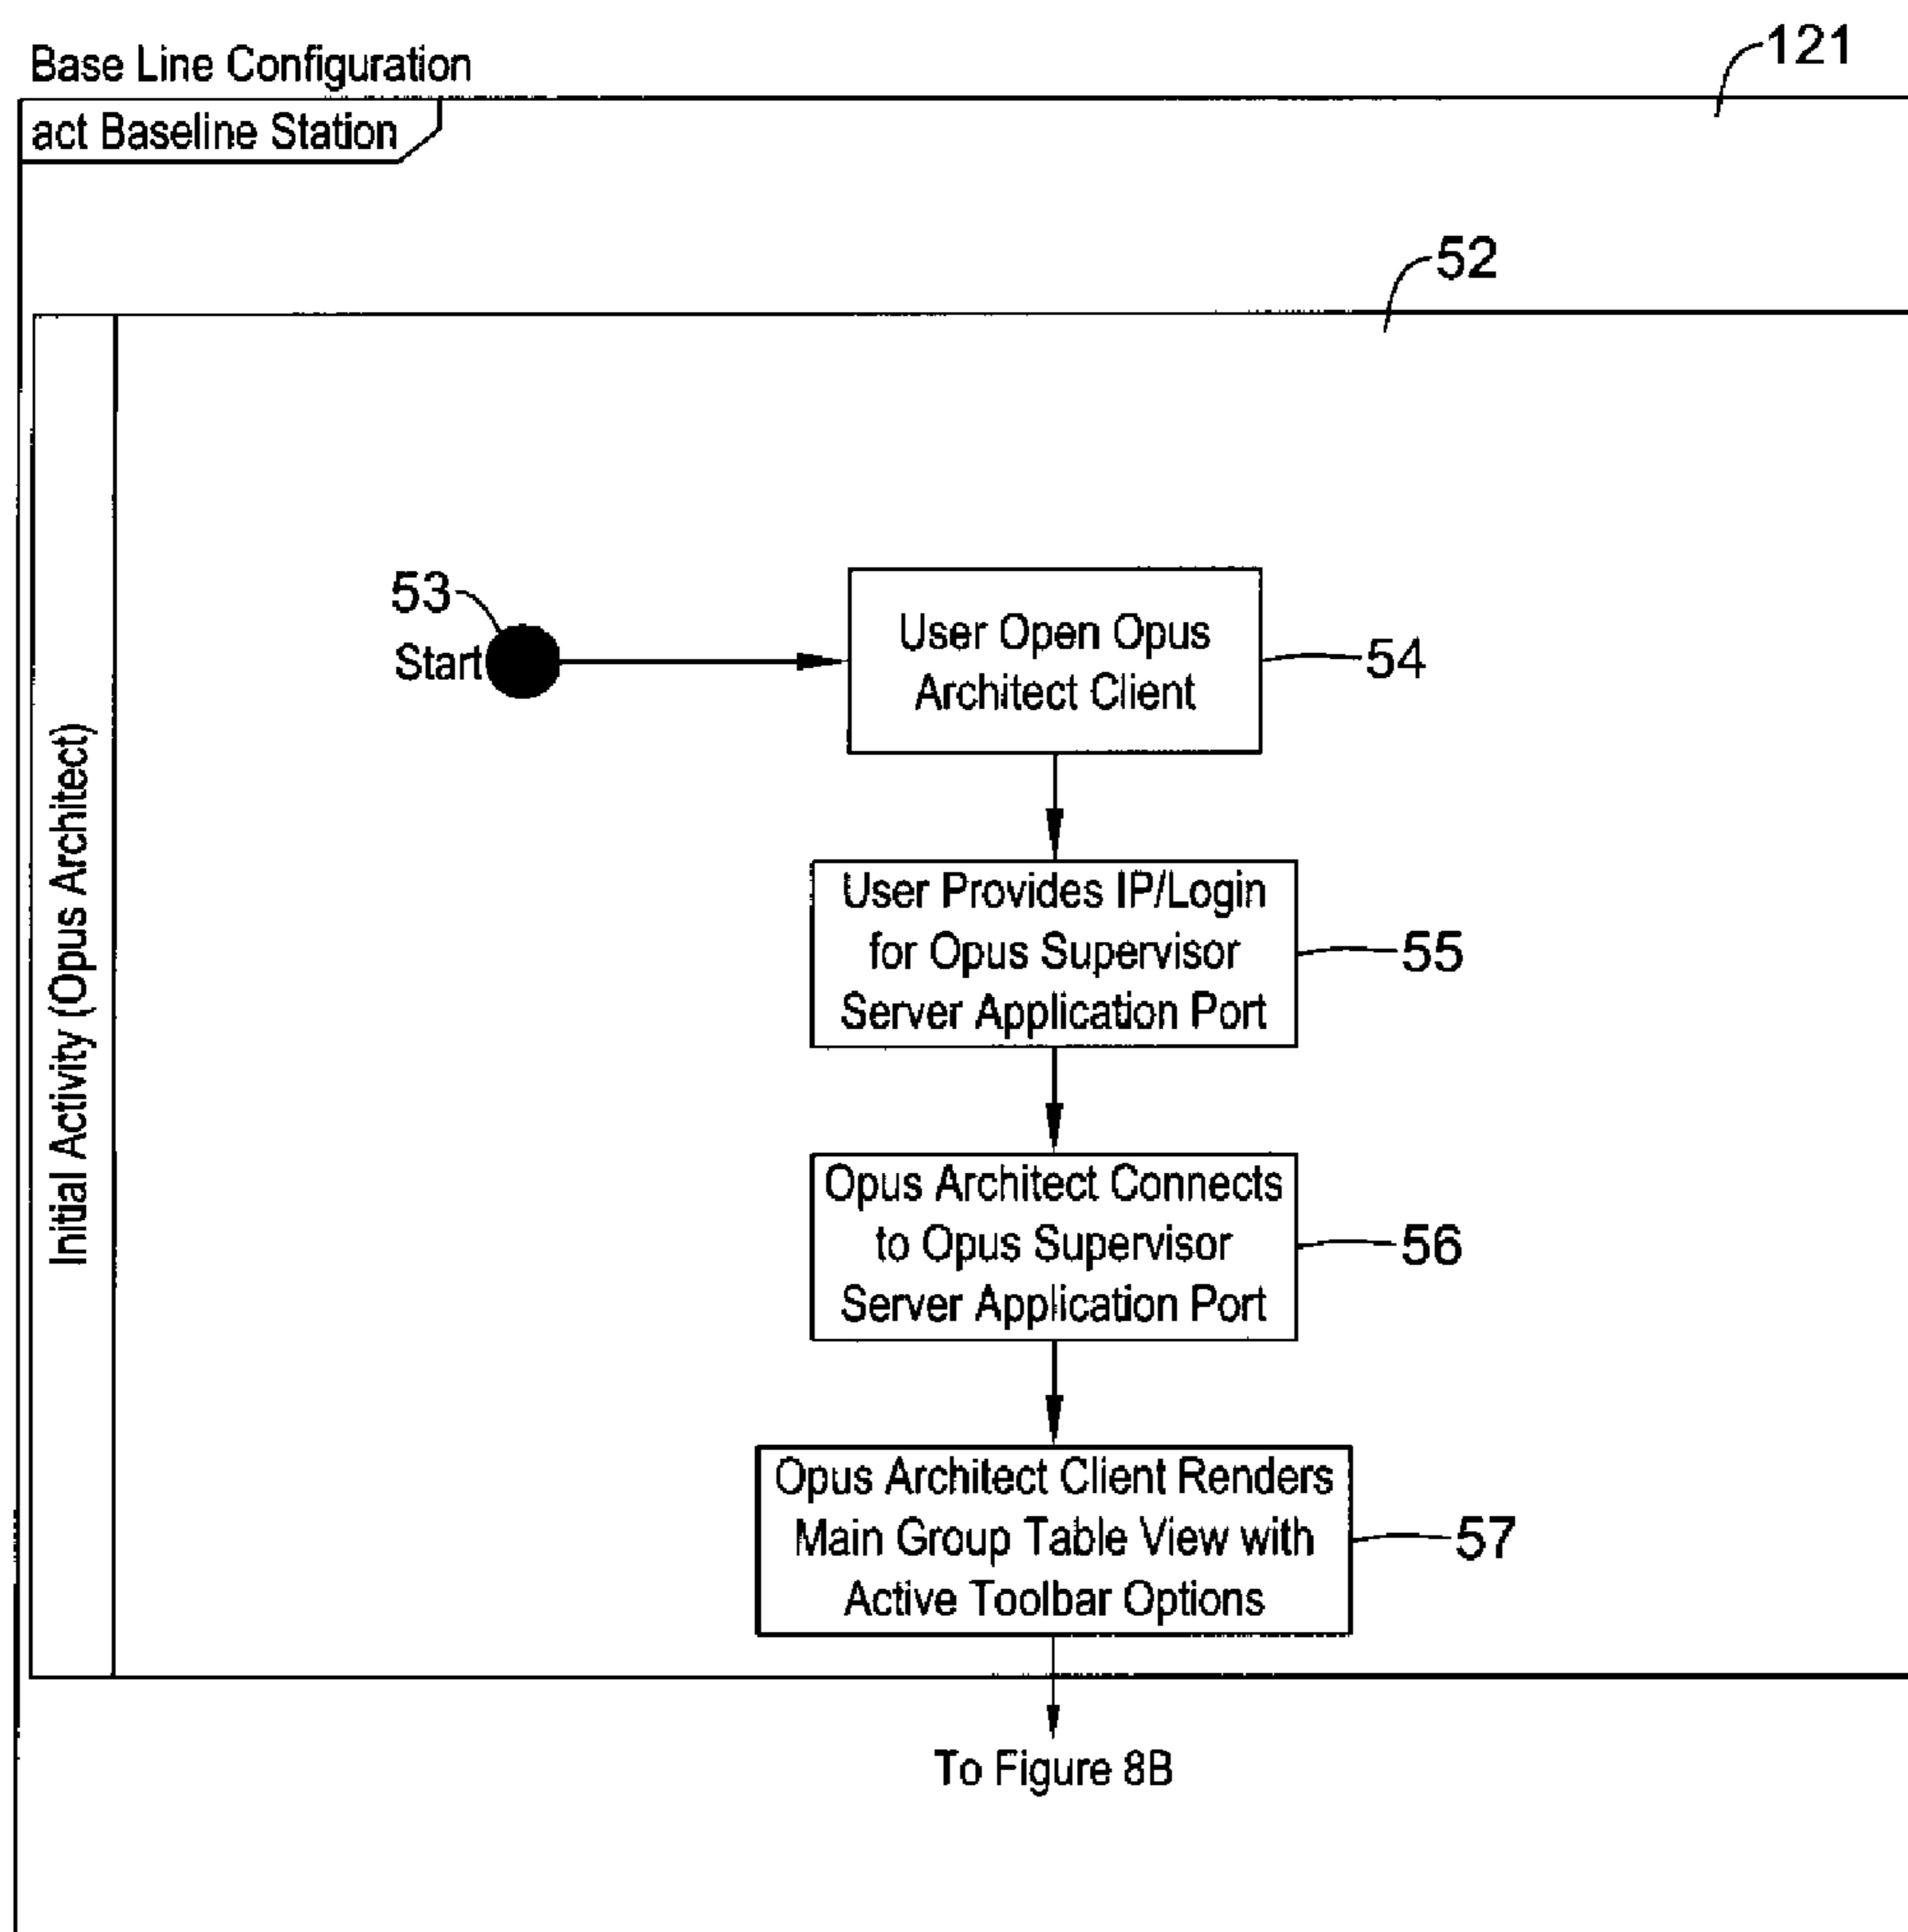 Base Line Configuration
121
act Baseline Station
52
Initial Activity (Opus Architect)
53
Start
User Open Opus
Architect Client
54
User Provides IP/Login
for Opus Supervisor
Server Application Port
55
Opus Architect Connects
to Opus Supervisor
Server Application Port
56
Opus Architect Client Renders
Main Group Table View with
Active Toolbar Options
57
To Figure 8B